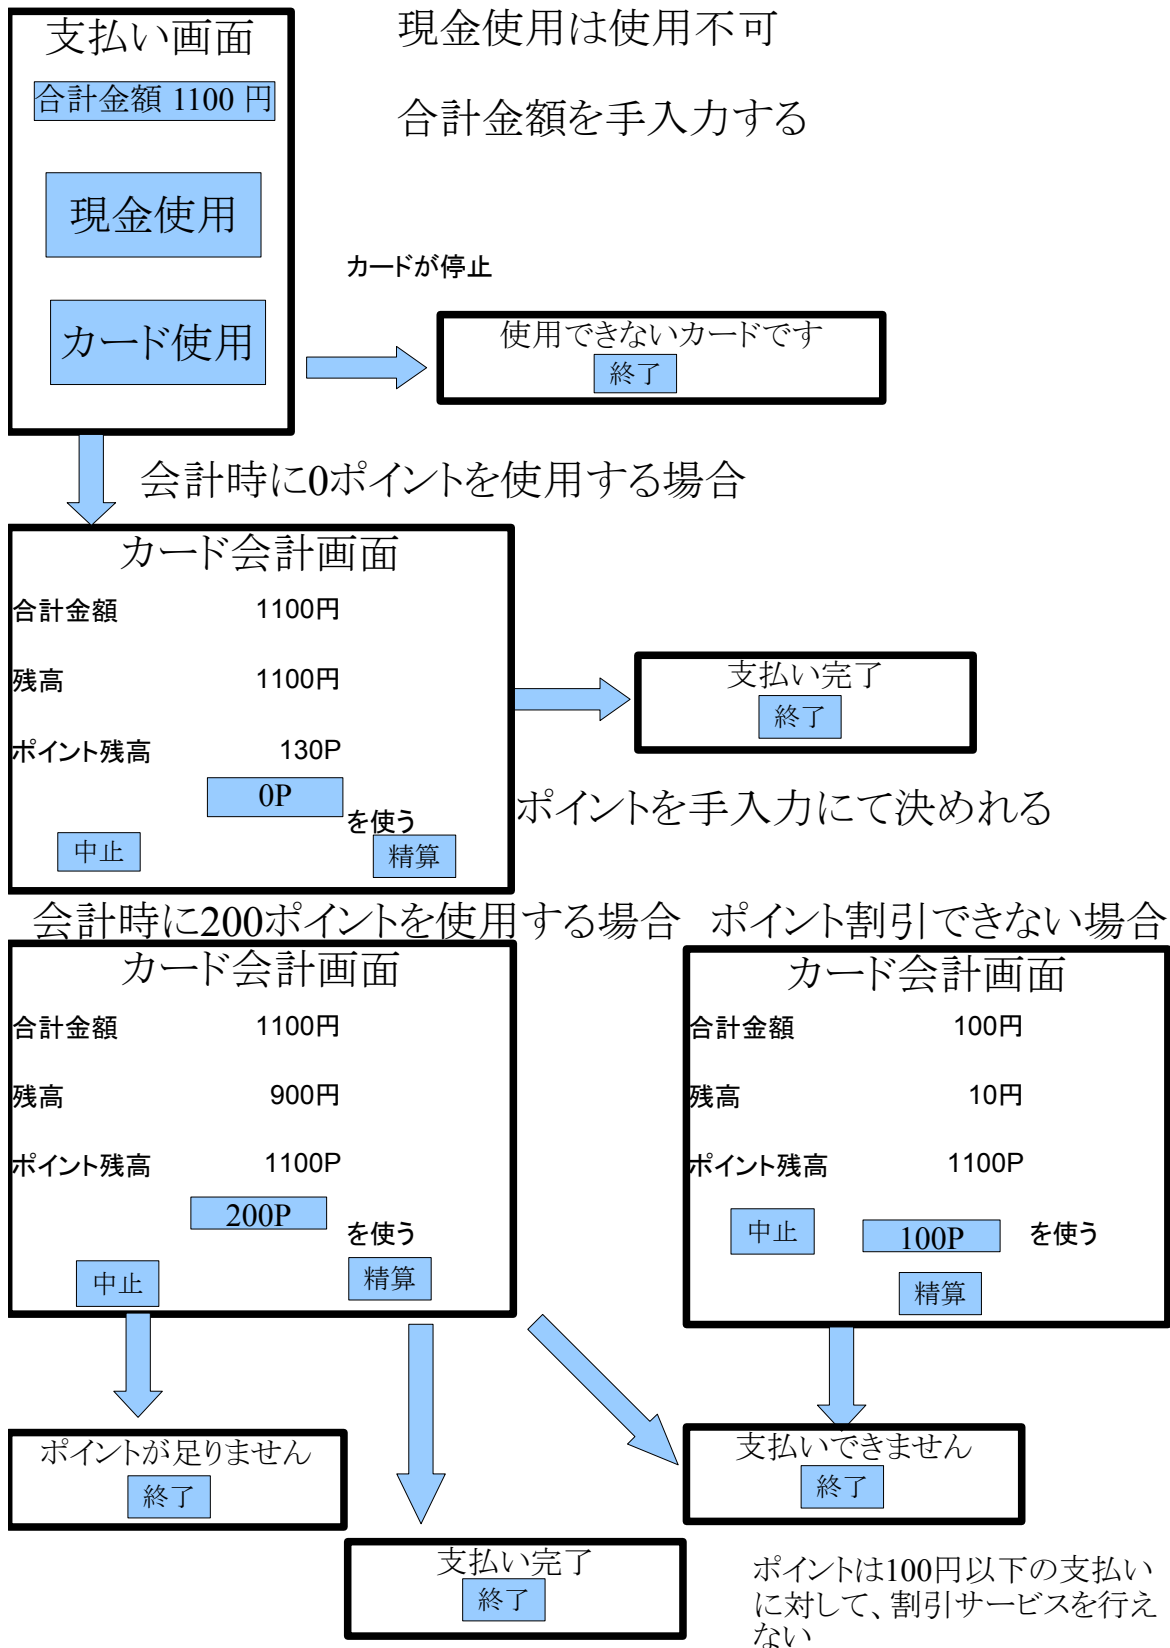 支払い画面
現金使用は使用不可
合計金額 1100 円
合計金額を手入力する
現金使用
カードが停止
カード使用
使用できないカードです
終了
会計時に0ポイントを使用する場合
カード会計画面
合計金額 1100円
残高 1100円
ポイント残高 130P
0P
を使う
中止
精算
支払い完了
終了
ポイントを手入力にて決めれる
会計時に200ポイントを使用する場合
カード会計画面
合計金額 1100円
残高 900円
ポイント残高 1100P
200P
を使う
中止
精算
ポイント割引できない場合
カード会計画面
合計金額 100円
残高 10円
ポイント残高 1100P
中止
100P
を使う
精算
ポイントが足りません
終了
支払いできません
終了
支払い完了
終了
ポイントは100円以下の支払い
に対して、割引サービスを行え
ない